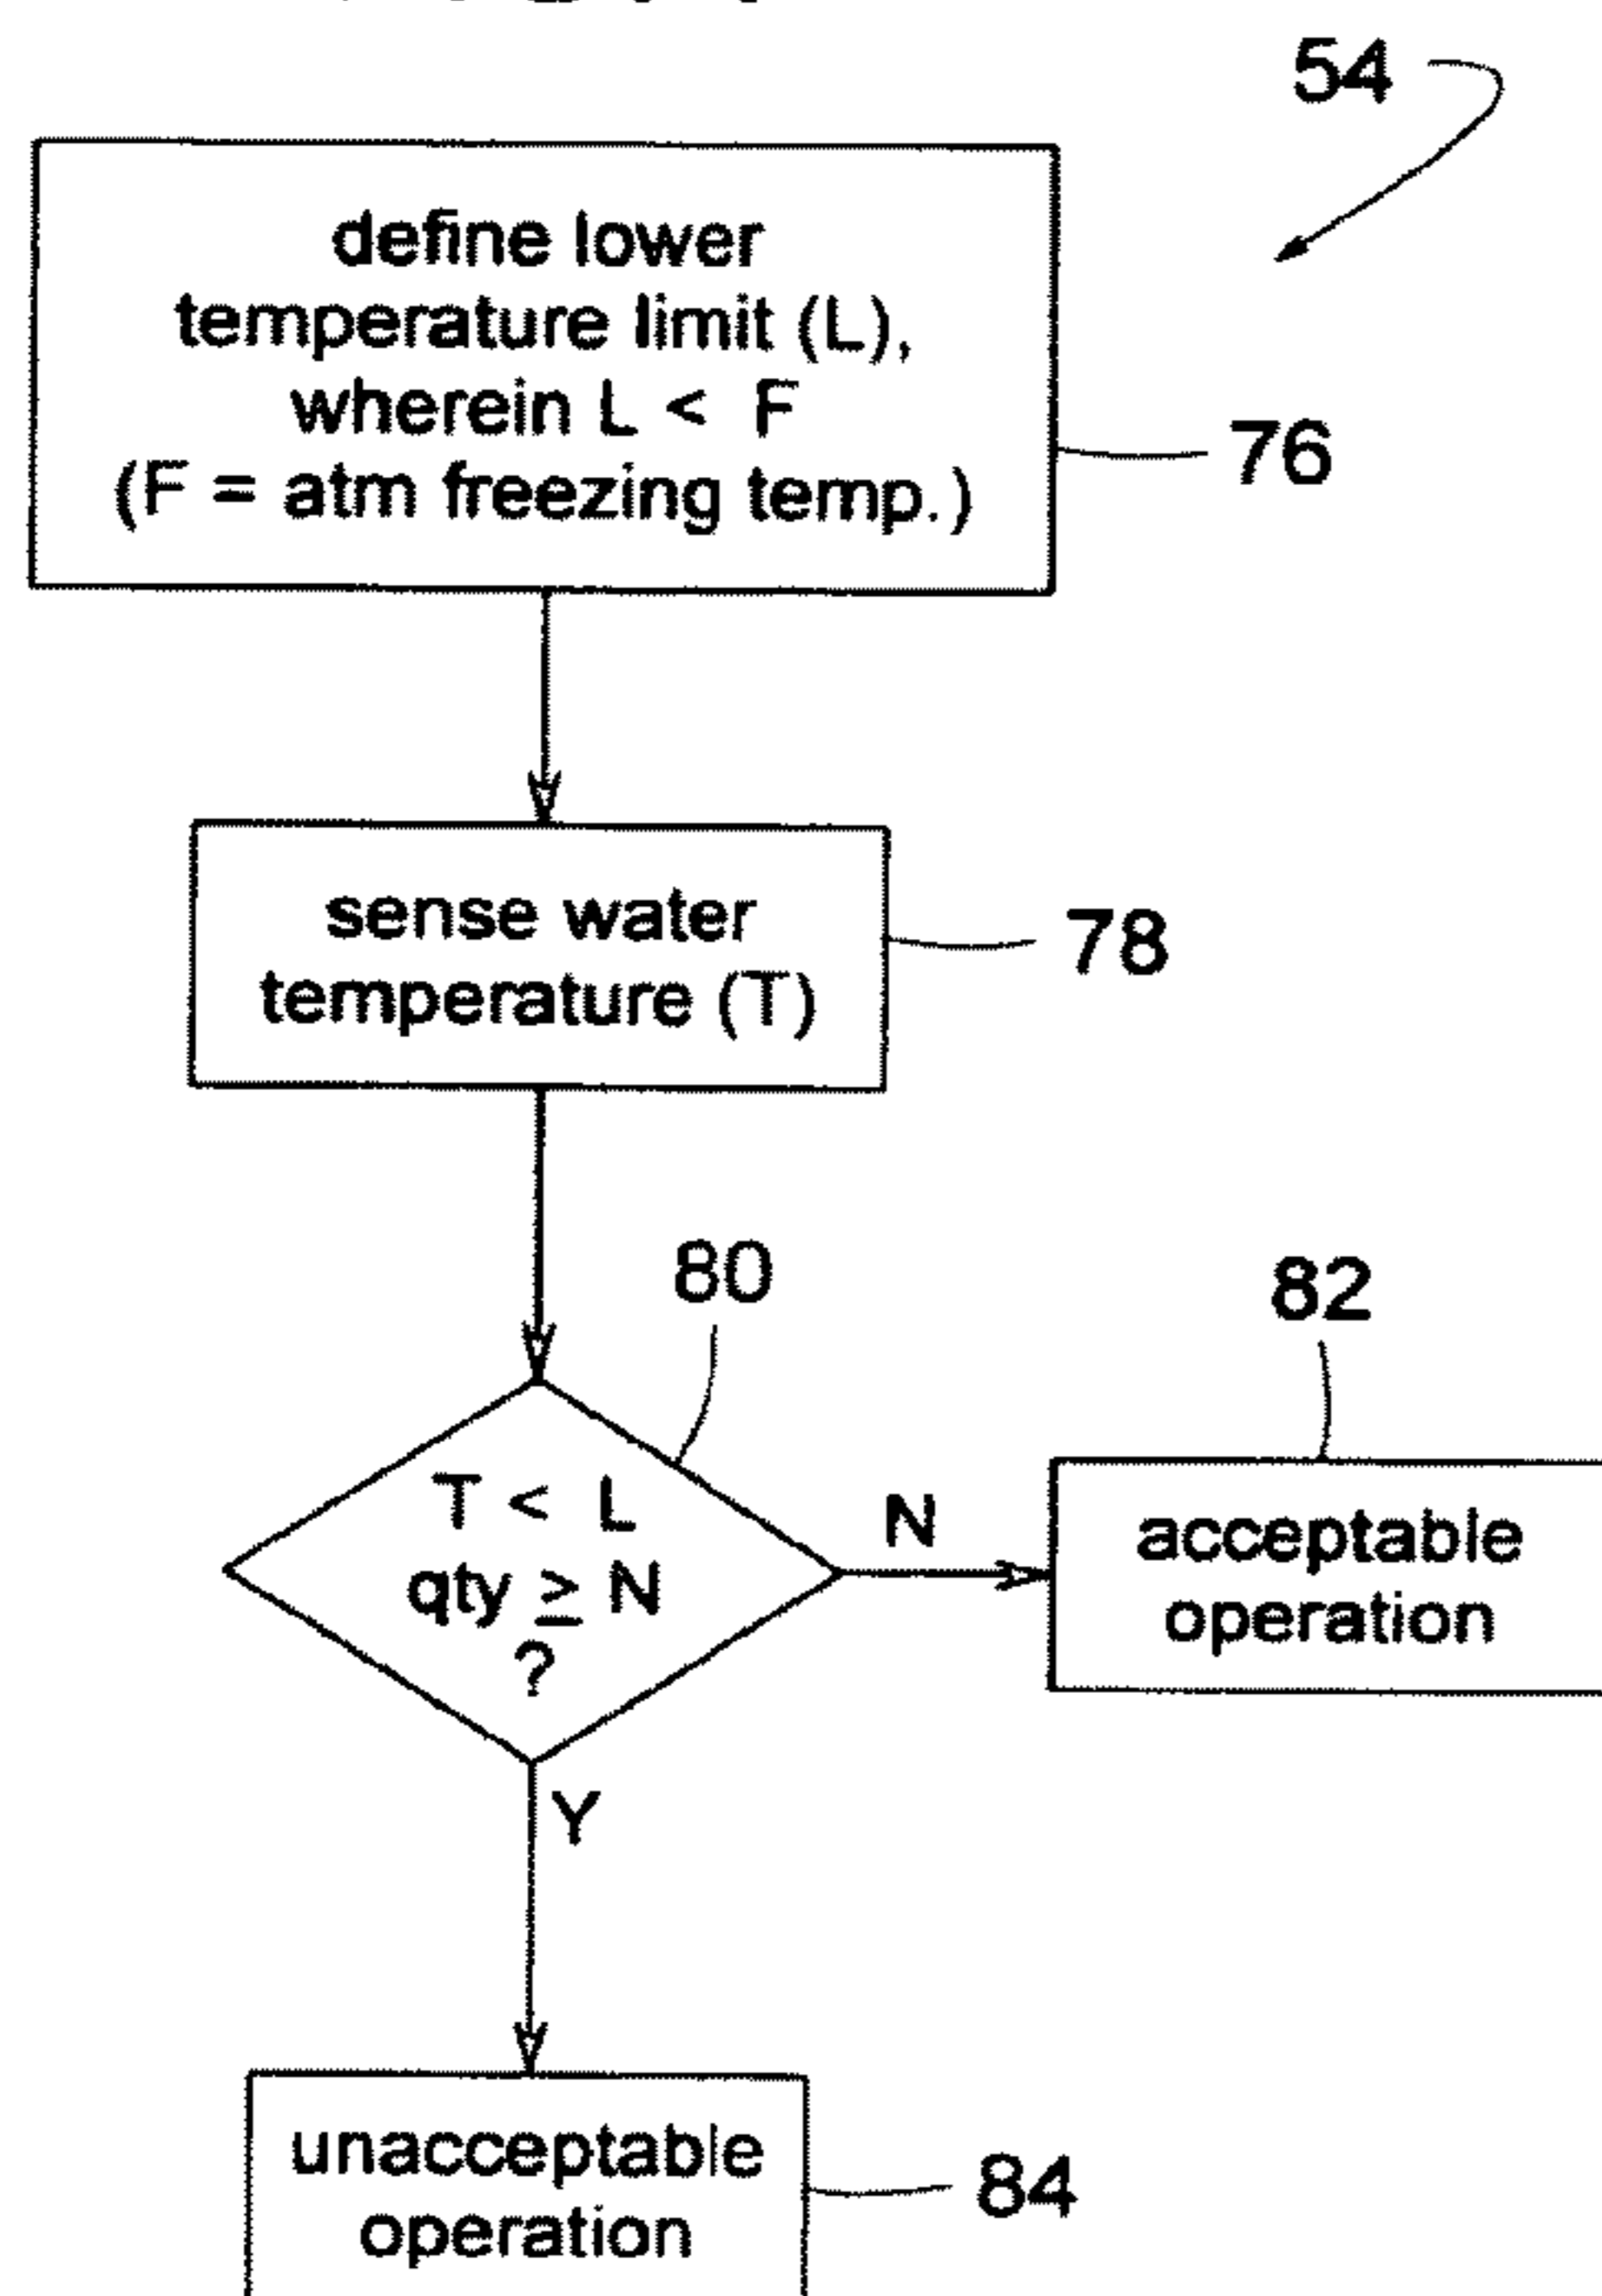 54
define lower
temperature limit (L),
wherein L < F
(F = atm freezing temp.)
76
sense water
temperature (T)
78
80
82
T < L
qty ≥ N
?
N
acceptable
operation
Y
unacceptable
operation
84